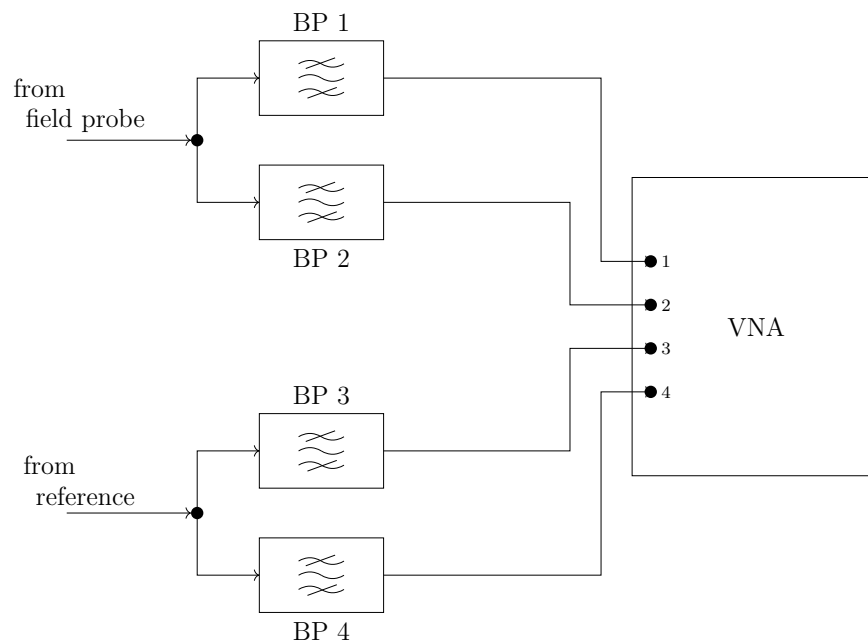 BP 1
from
field probe
BP 2
1
2
3
4
VNA
BP 3
from
reference
BP 4